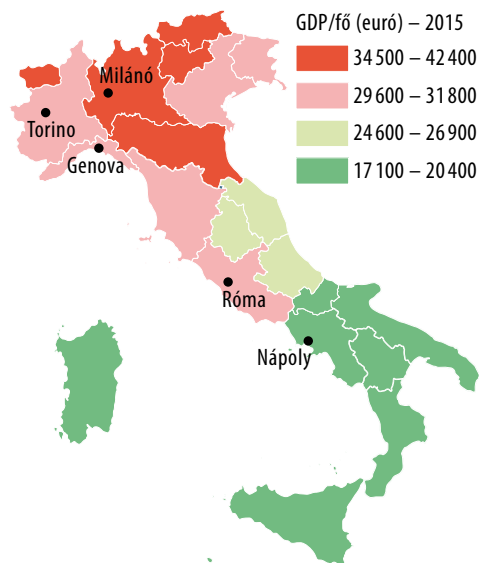 GDP/fő (euró) – 2015
34 500 – 42 400
29 600 – 31 800
24 600 – 26 900
17 100 – 20 400
Milánó
Torino
Genova
Róma
Nápoly